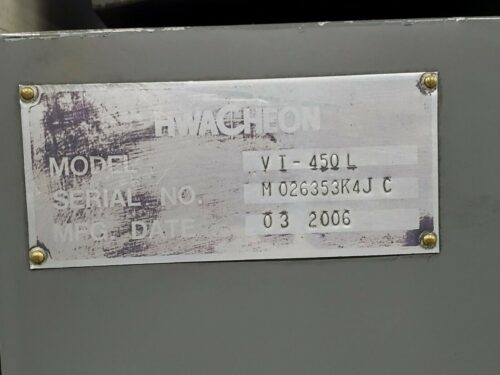 HWACHEON
MODEL VI-450L
SERIAL NO. M026353K4JC
MFG. DATE 03 2006